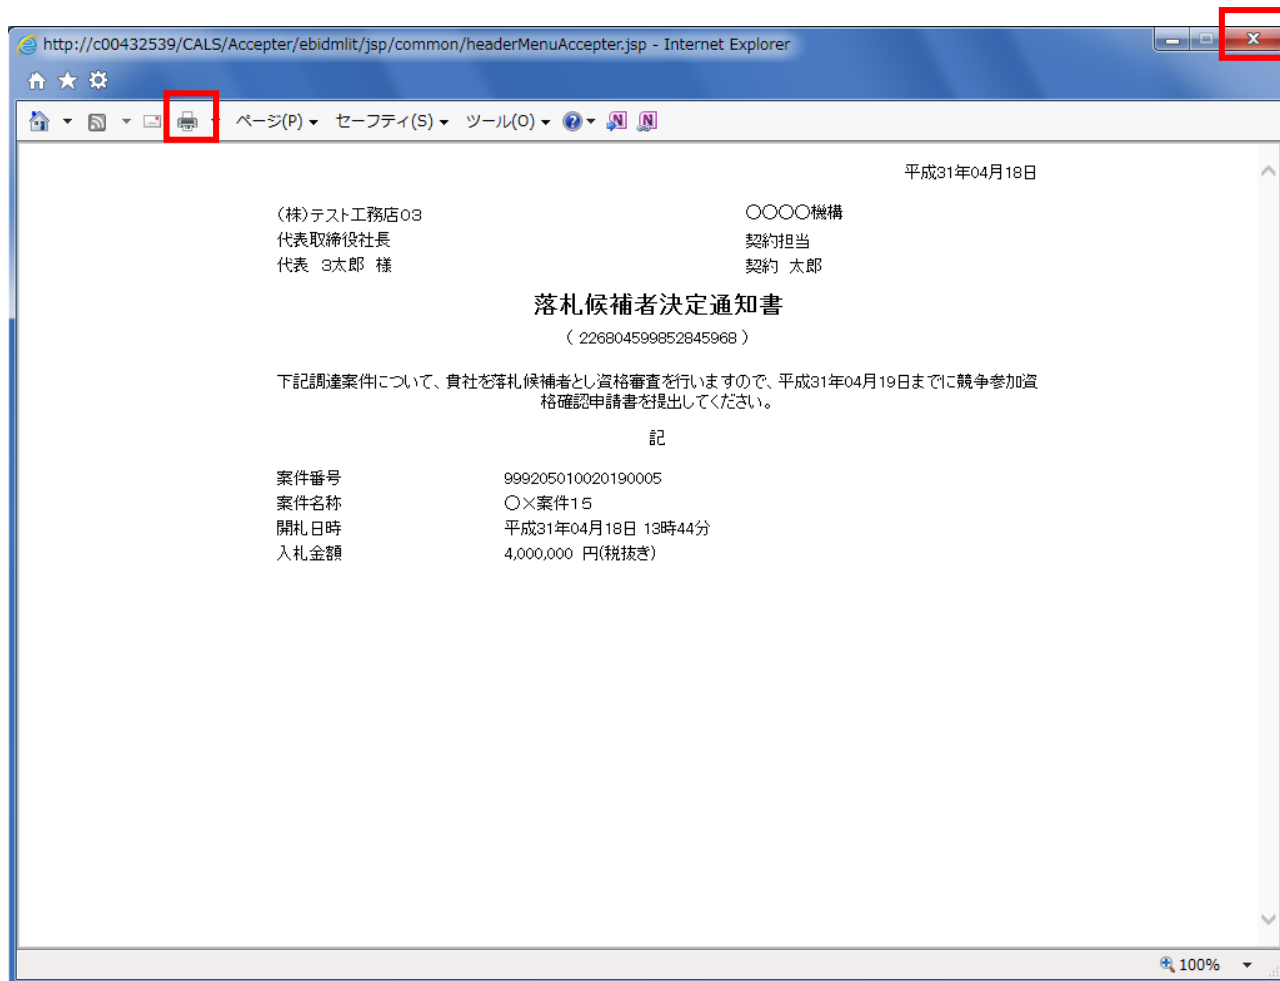 http://c00432539/CALS/Accepter/ebidmlit/jsp/common/headerMenuAccepter.jsp - Internet Explorer
ページ(P) セーフティ(S) ツール(O)
平成31年04月18日
(株)テスト工務店03
○○○○機構
代表取締役社長
契約担当
代表 3太郎 様
契約 太郎
落札候補者決定通知書
( 226804599852845968 )
下記調達案件について、貴社を落札候補者とし資格審査を行いますので、平成31年04月19日までに競争参加資
格確認申請書を提出してください。
記
案件番号 999205010020190005
案件名称 ○×案件15
開札日時 平成31年04月18日 13時44分
入札金額 4,000,000 円(税抜き)
100%